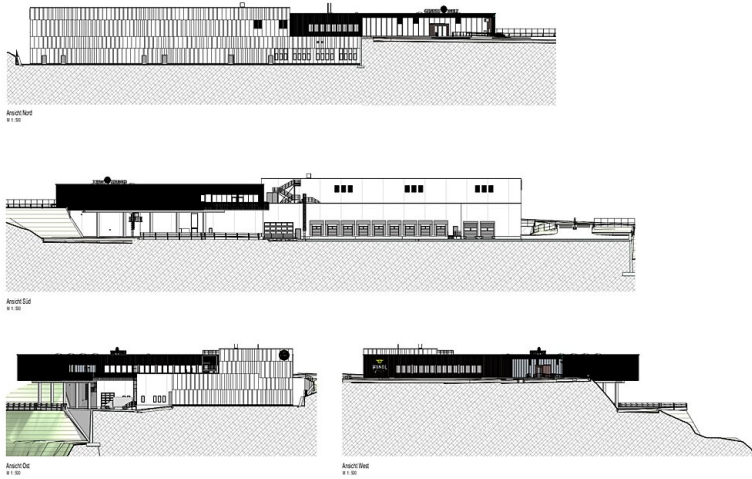 Ansicht Nord
M 1 : 500
Ansicht Süd
M 1 : 500
Ansicht Ost
M 1 : 500
Ansicht West
M 1 : 500